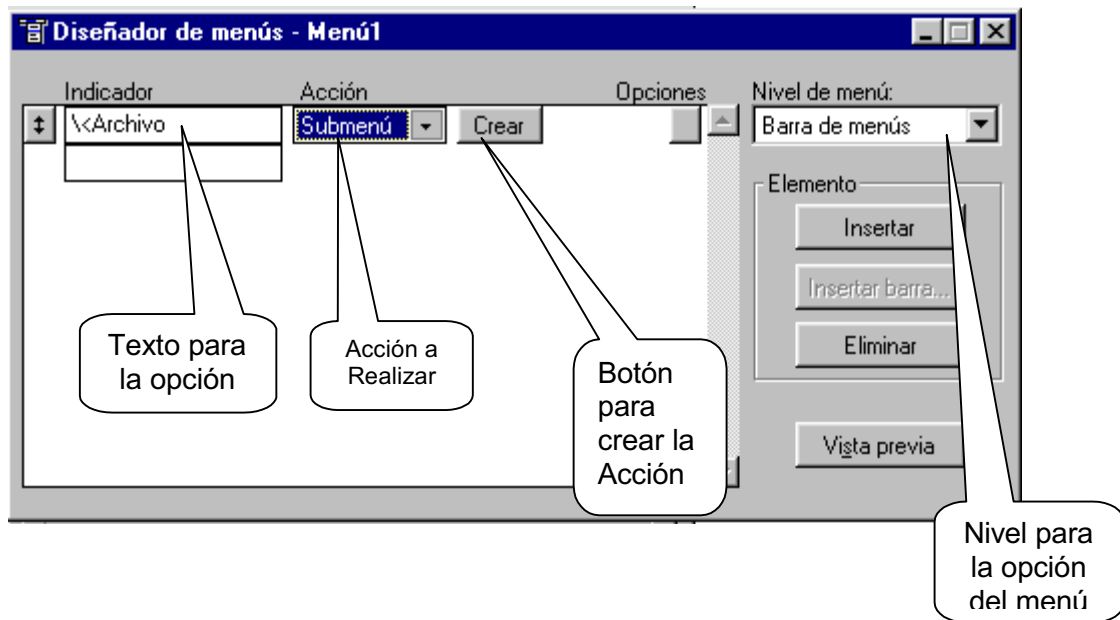 Diseñador de menús - Menú1
Indicador Acción Opciones Nivel de menú:
\<Archivo Submenú Crear Barra de menús
Elemento
Insertar
Insertar barra...
Eliminar
Vista previa
Texto para
la opción
Acción a
Realizar
Botón
para
crear la
Acción
Nivel para
la opción
del menú